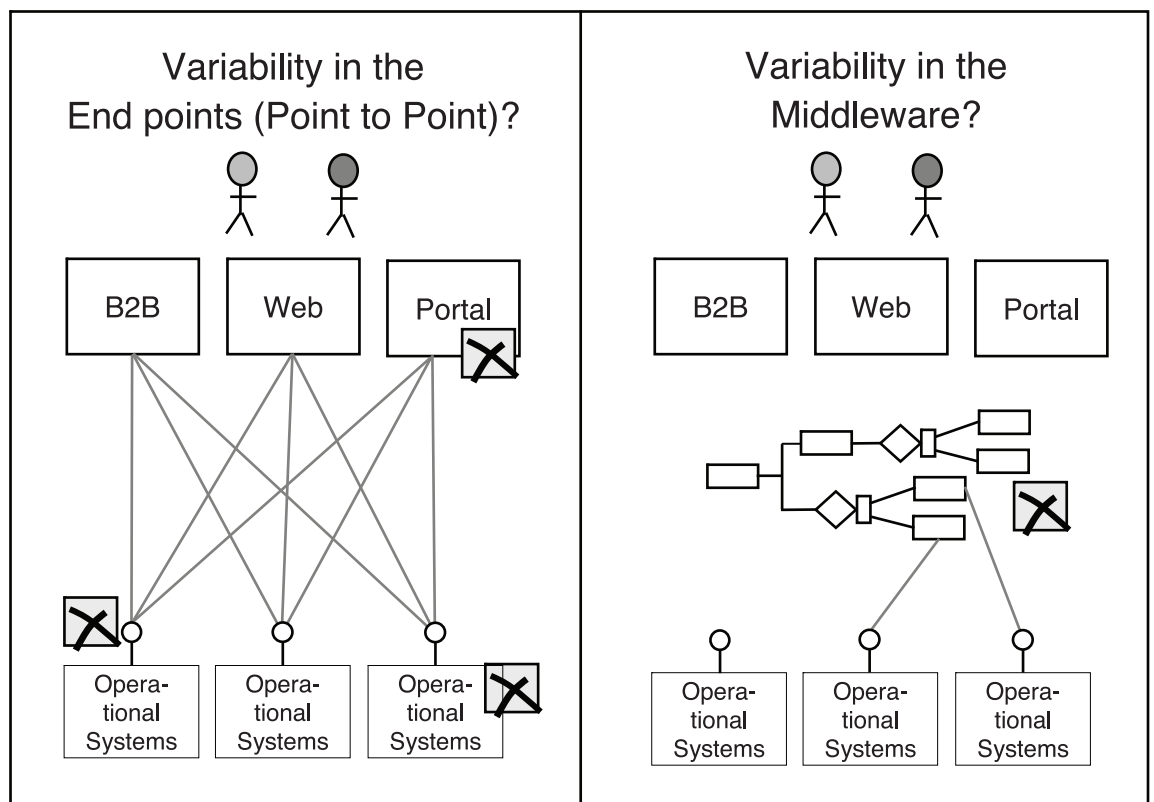 Variability in the
End points (Point to Point)?
B2B
Web
Portal
Opera-
tional
Systems
Opera-
tional
Systems
Opera-
tional
Systems
Variability in the
Middleware?
B2B
Web
Portal
Opera-
tional
Systems
Opera-
tional
Systems
Opera-
tional
Systems